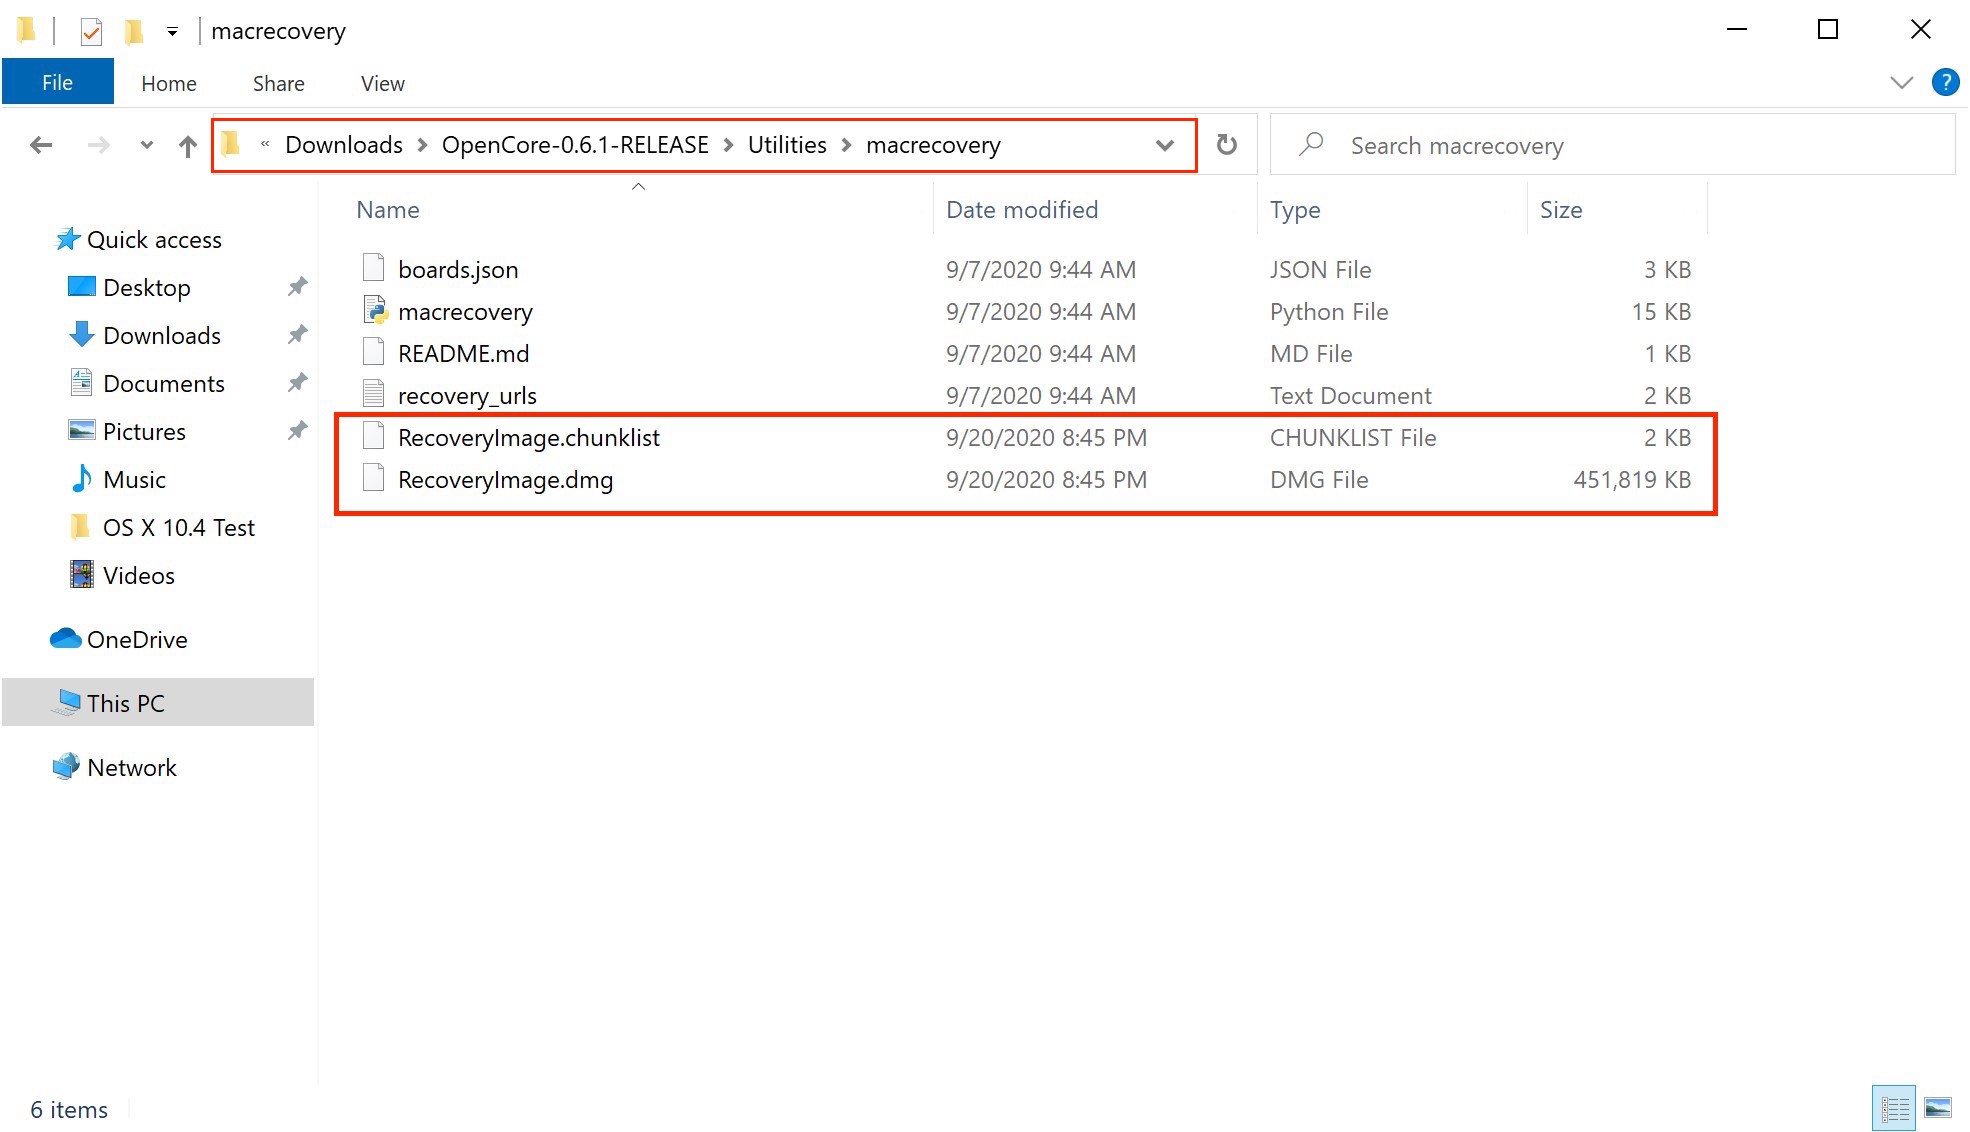 macrecovery
File Home Share View ?
« Downloads > OpenCore-0.6.1-RELEASE > Utilities > macrecovery
Search macrecovery
Name Date modified Type Size
Quick access
Desktop
Downloads
Documents
Pictures
Music
OS X 10.4 Test
Videos
OneDrive
This PC
Network
boards.json 9/7/2020 9:44 AM JSON File 3 KB
macrecovery 9/7/2020 9:44 AM Python File 15 KB
README.md 9/7/2020 9:44 AM MD File 1 KB
recovery_urls 9/7/2020 9:44 AM Text Document 2 KB
RecoveryImage.chunklist 9/20/2020 8:45 PM CHUNKLIST File 2 KB
RecoveryImage.dmg 9/20/2020 8:45 PM DMG File 451,819 KB
6 items